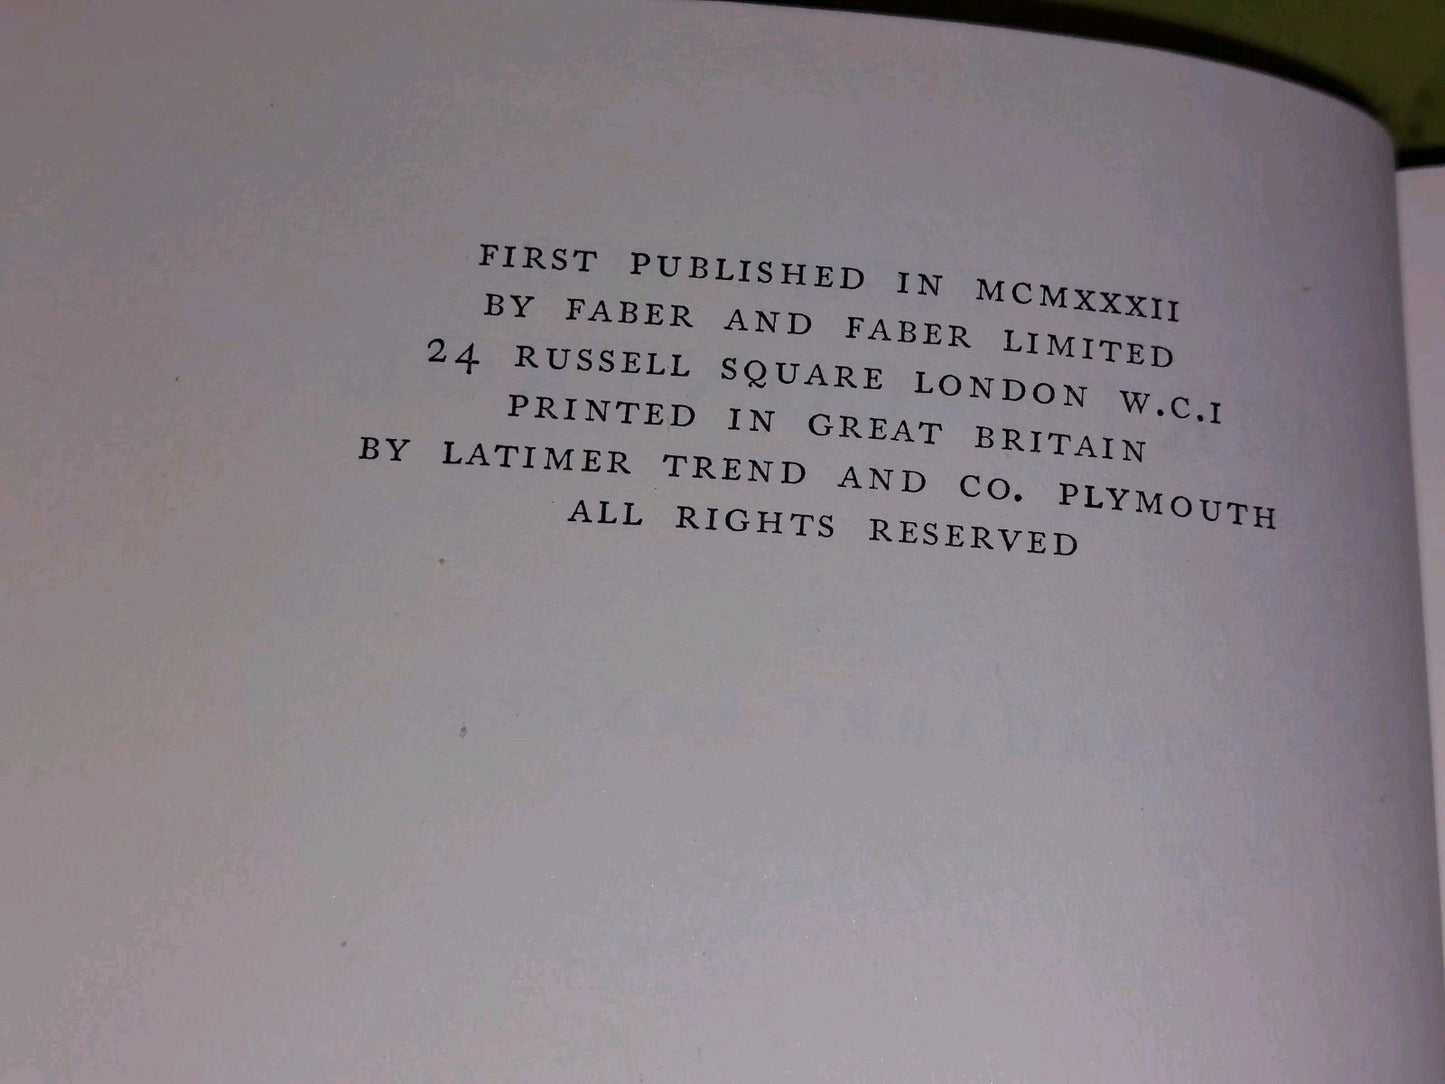 FIRST PUBLISHED IN MCMXXXII
BY FABER AND FABER LIMITED
24 RUSSELL SQUARE LONDON W.C.I
PRINTED IN GREAT BRITAIN
BY LATIMER TREND AND CO. PLYMOUTH
ALL RIGHTS RESERVED